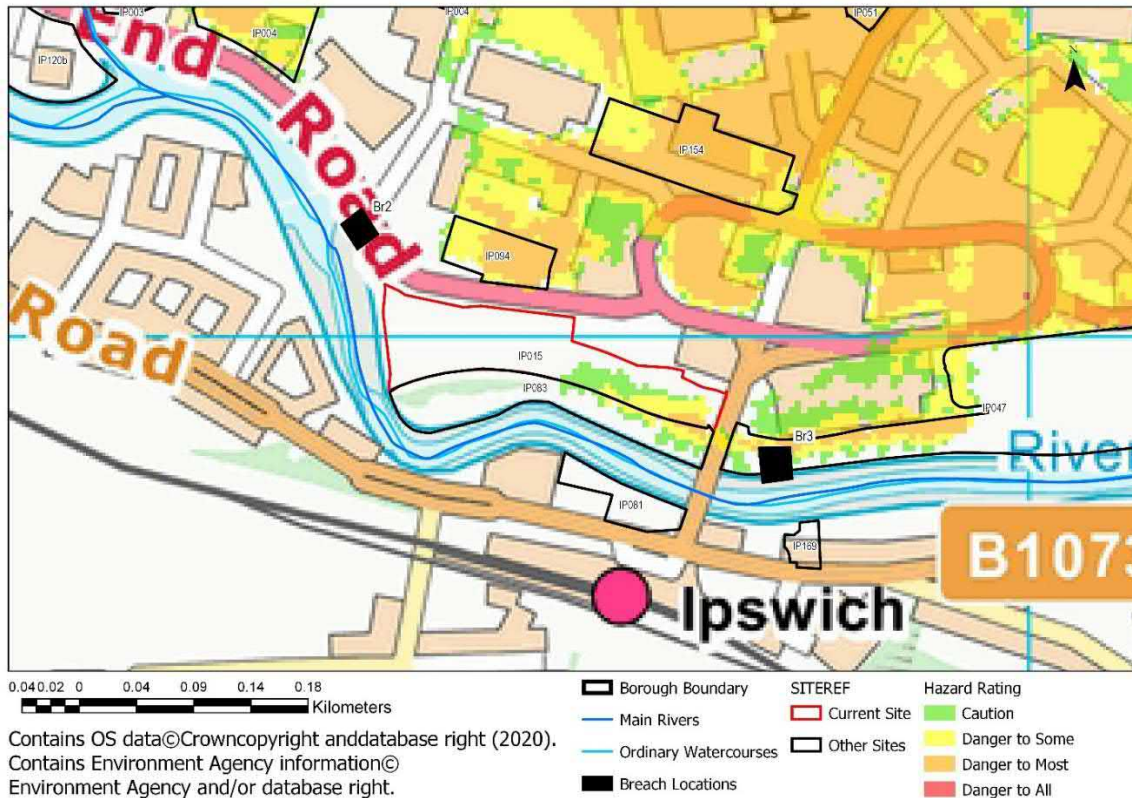 IP003
IP004
IP004
IP051
IP120b
End
Road
Br2
IP154
IP094
Road
IP015
IP083
IP047
Br3
River
IP081
IP169
B1073
Ipswich
N
0.04 0.02 0 0.04 0.09 0.14 0.18
Kilometers
Contains OS data©Crowncopyright anddatabase right (2020).
Contains Environment Agency information©
Environment Agency and/or database right.
Borough Boundary
Main Rivers
Ordinary Watercourses
Breach Locations
SITEREF
Current Site
Other Sites
Hazard Rating
Caution
Danger to Some
Danger to Most
Danger to All